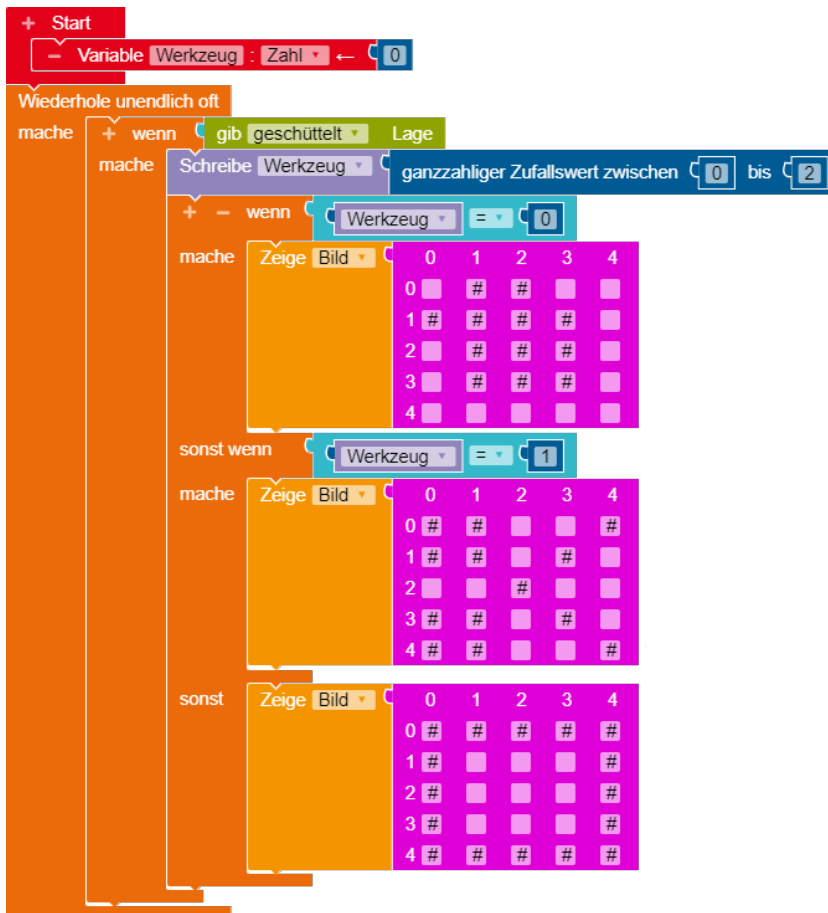 + Start
− Variable Werkzeug : Zahl ← 0
Wiederhole unendlich oft
mache + wenn gib geschüttelt Lage
mache Schreibe Werkzeug ganzzahliger Zufallswert zwischen 0 bis 2
+ − wenn Werkzeug = 0
mache Zeige Bild 0 1 2 3 4
0 # #
1 # # # #
2 # # #
3 # # #
4
sonst wenn Werkzeug = 1
mache Zeige Bild 0 1 2 3 4
0 # # #
1 # # #
2 #
3 # # #
4 # # #
sonst Zeige Bild 0 1 2 3 4
0 # # # # #
1 # #
2 # #
3 # #
4 # # # # #